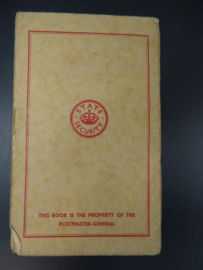 STATE
SECURITY
THIS BOOK IS THE PROPERTY OF THE
POSTMASTER-GENERAL